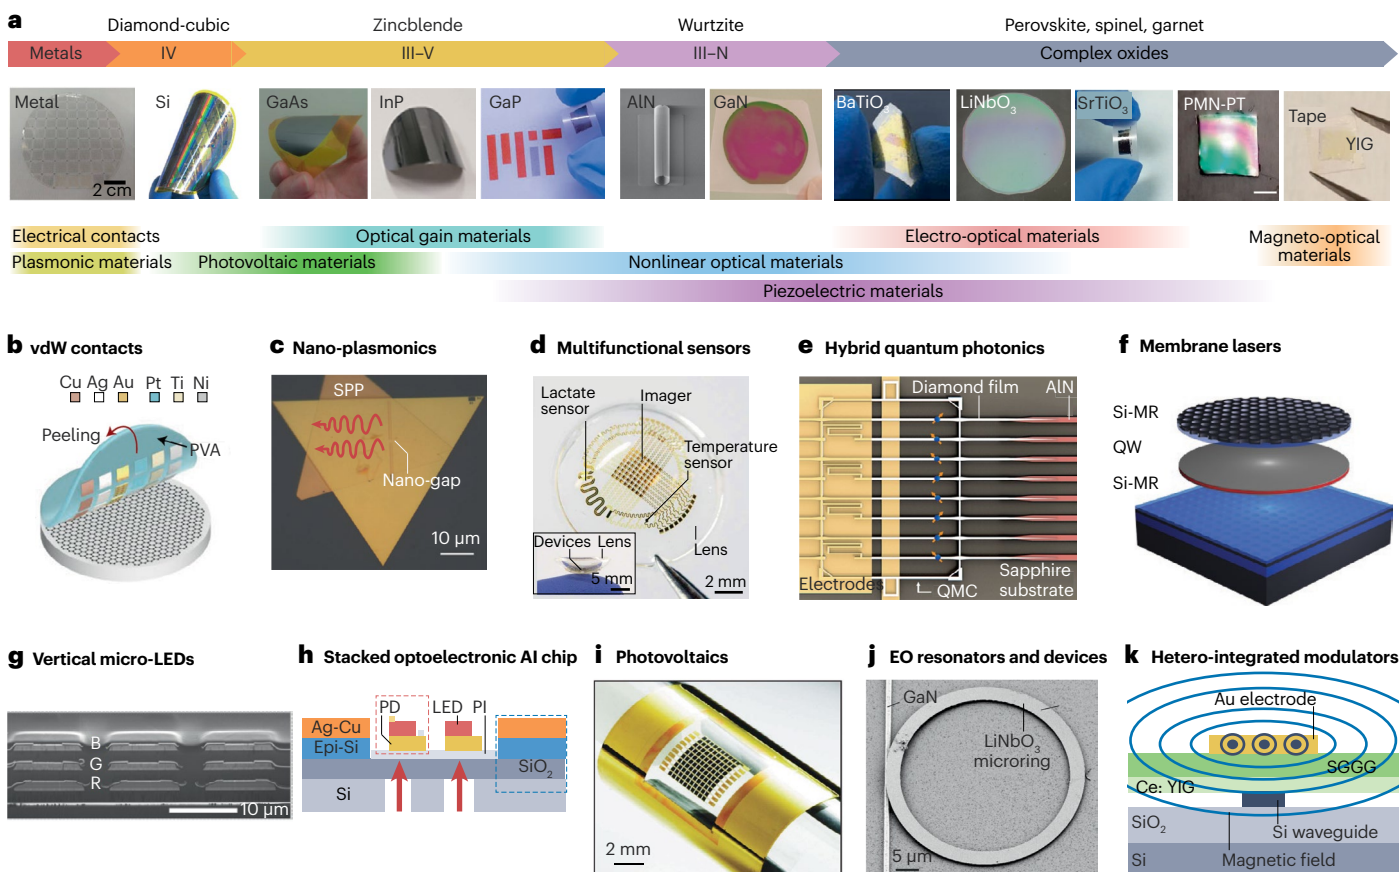 a
Diamond-cubic
Zincblende
Wurtzite
Perovskite, spinel, garnet
Metals
IV
III–V
III–N
Complex oxides
Metal
2 cm
Si
GaAs
InP
GaP
AlN
GaN
BaTiO3
LiNbO3
SrTiO3
PMN-PT
Tape
YIG
Electrical contacts
Optical gain materials
Electro-optical materials
Magneto-optical
materials
Plasmonic materials
Photovoltaic materials
Nonlinear optical materials
Piezoelectric materials
b vdW contacts
Cu Ag Au Pt Ti Ni
Peeling
PVA
c Nano-plasmonics
SPP
Nano-gap
10 µm
d Multifunctional sensors
Lactate
sensor
Imager
Temperature
sensor
Lens
Devices Lens
5 mm
2 mm
e Hybrid quantum photonics
Diamond film
AlN
Electrodes
QMC
Sapphire
substrate
f Membrane lasers
Si-MR
QW
Si-MR
g Vertical micro-LEDs
B
G
R
10 µm
h Stacked optoelectronic AI chip
PD
LED
PI
Ag-Cu
Epi-Si
SiO2
Si
i Photovoltaics
2 mm
j EO resonators and devices
GaN
LiNbO3
microring
5 µm
k Hetero-integrated modulators
Au electrode
SGGG
Ce: YIG
SiO2
Si waveguide
Si
Magnetic field